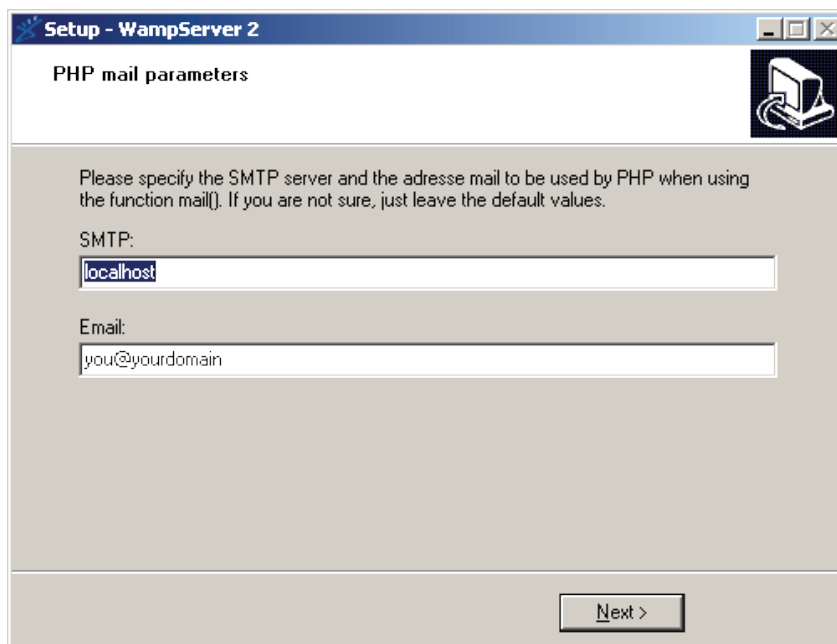 Setup - WampServer 2
PHP mail parameters
Please specify the SMTP server and the adresse mail to be used by PHP when using
the function mail(). If you are not sure, just leave the default values.
SMTP:
localhost
Email:
you@yourdomain
Next >